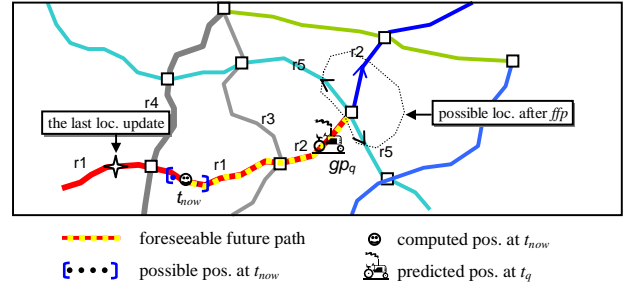 r2
r5
r4
the last loc. update
possible loc. after ffp
r3
r2
r5
r1
r1
gpq
tnow
foreseeable future path
computed pos. at tnow
possible pos. at tnow
predicted pos. at tq